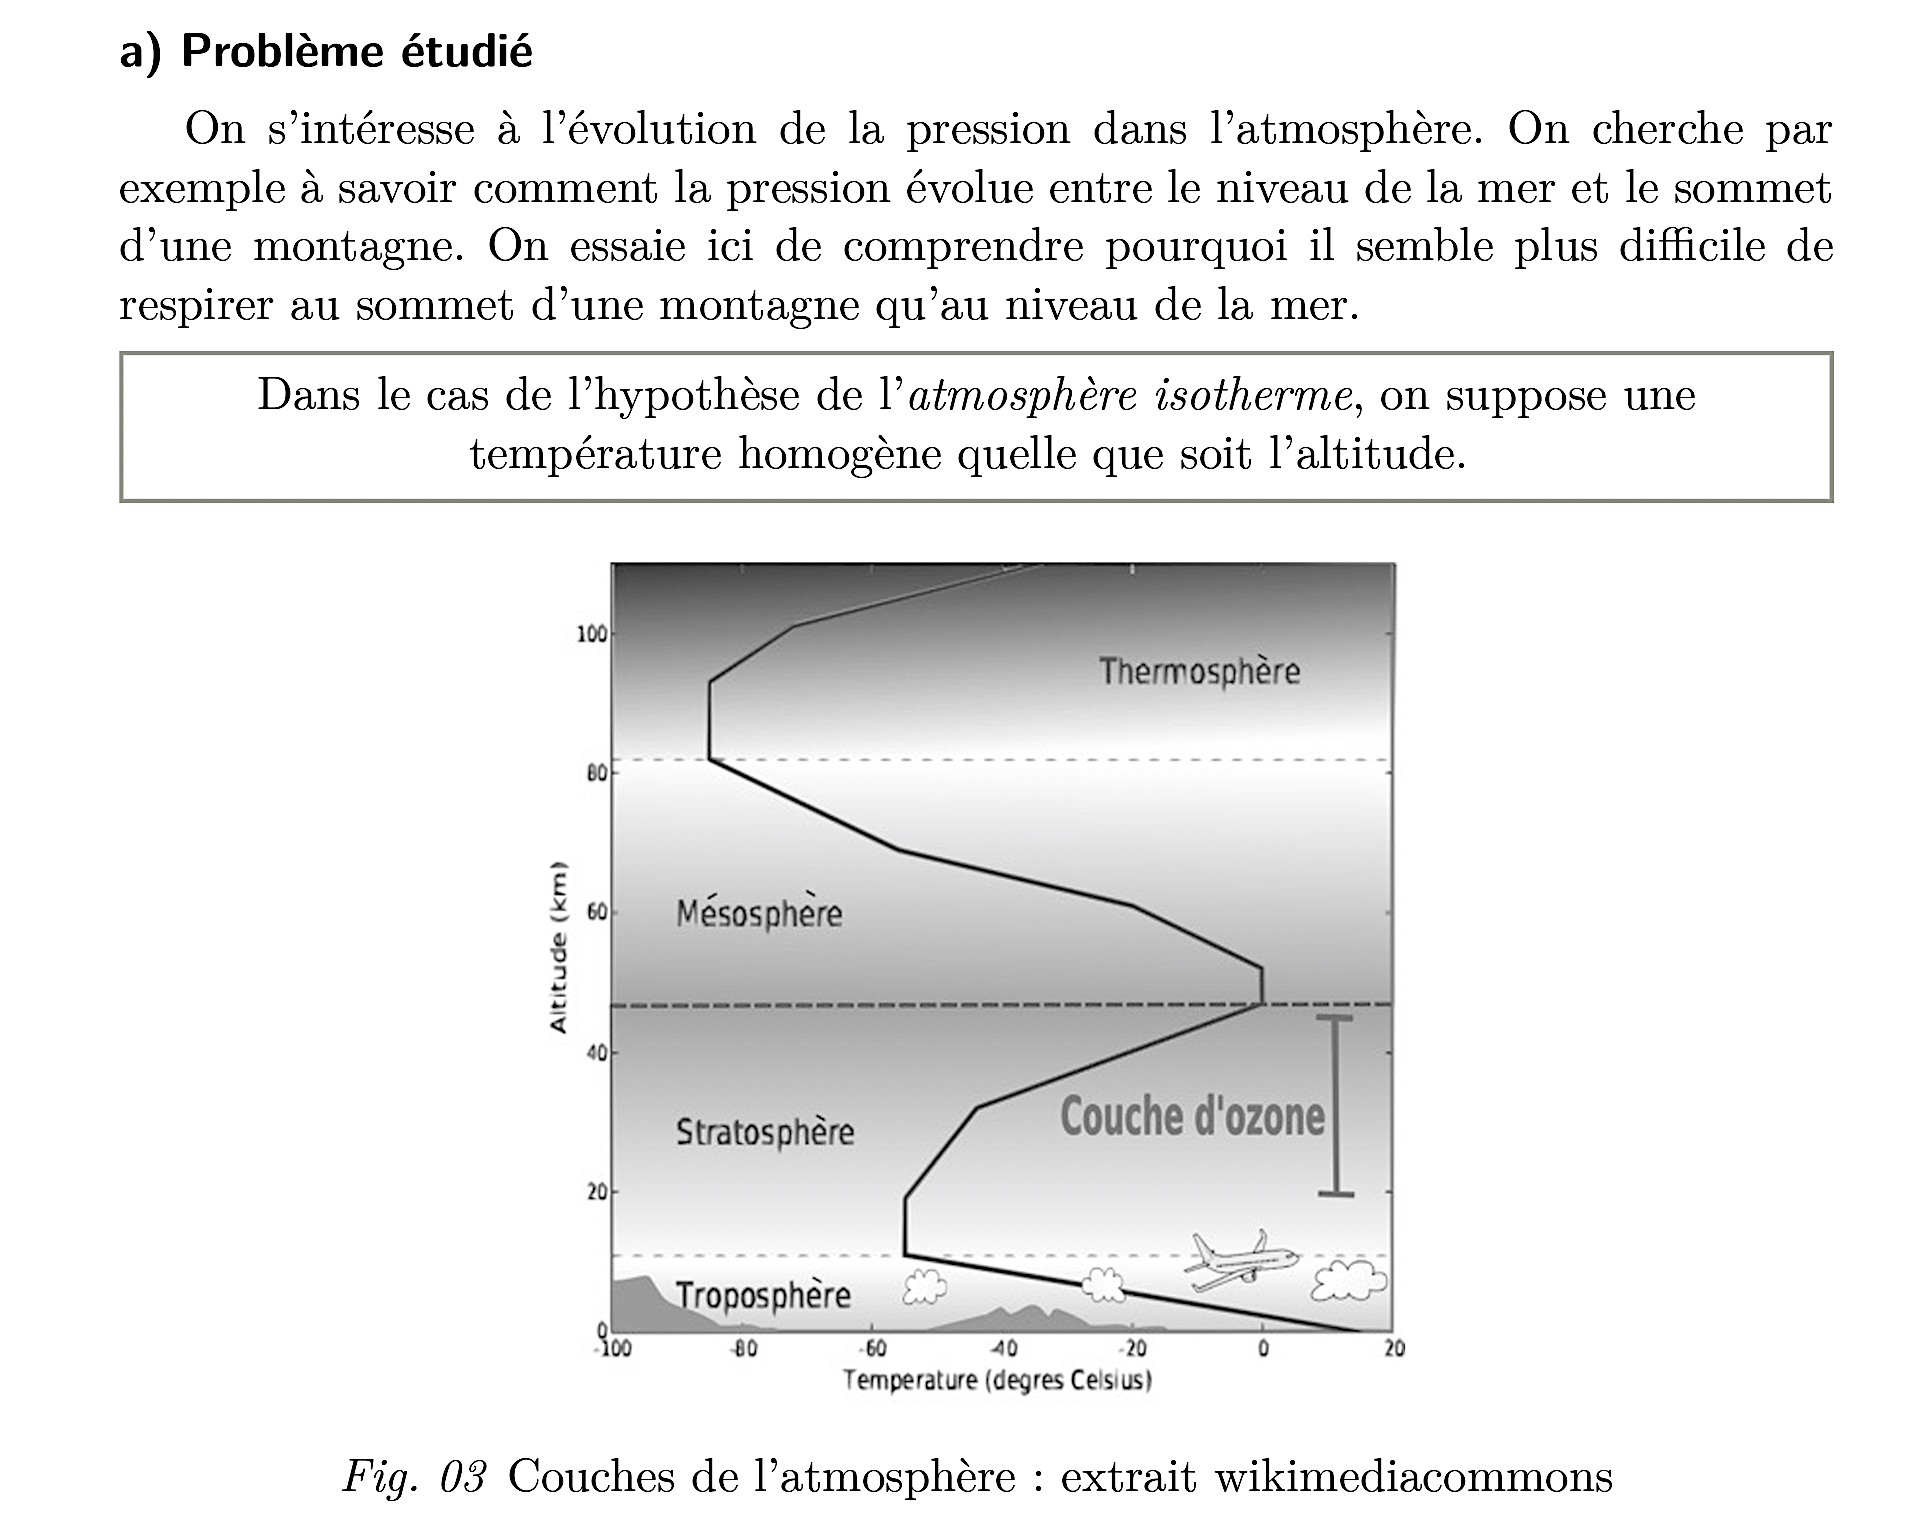 a) Problème étudié
On s'intéresse à l'évolution de la pression dans l'atmosphère. On cherche par
exemple à savoir comment la pression évolue entre le niveau de la mer et le sommet
d'une montagne. On essaie ici de comprendre pourquoi il semble plus difficile de
respirer au sommet d'une montagne qu'au niveau de la mer.
Dans le cas de l'hypothèse de l'atmosphère isotherme, on suppose une
température homogène quelle que soit l'altitude.
100
Thermosphère
80
Mésosphère
60
Altitude (km)
40
Couche d'ozone
Stratosphère
20
Troposphère
0
-100 -80 -60 -40 -20 0 20
Temperature (degres Celsius)
Fig. 03 Couches de l'atmosphère : extrait wikimediacommons